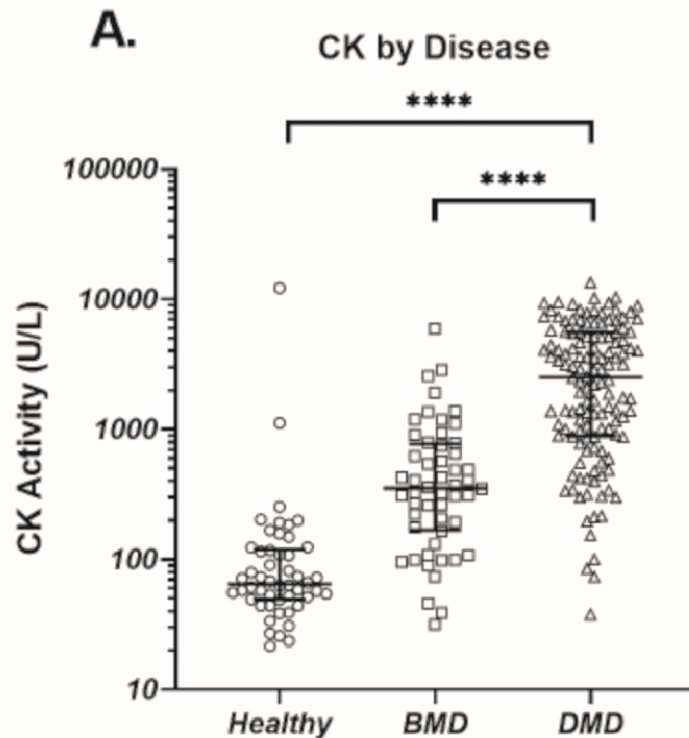 A.
CK by Disease
****
****
100000
10000
1000
100
10
CK Activity (U/L)
Healthy BMD DMD